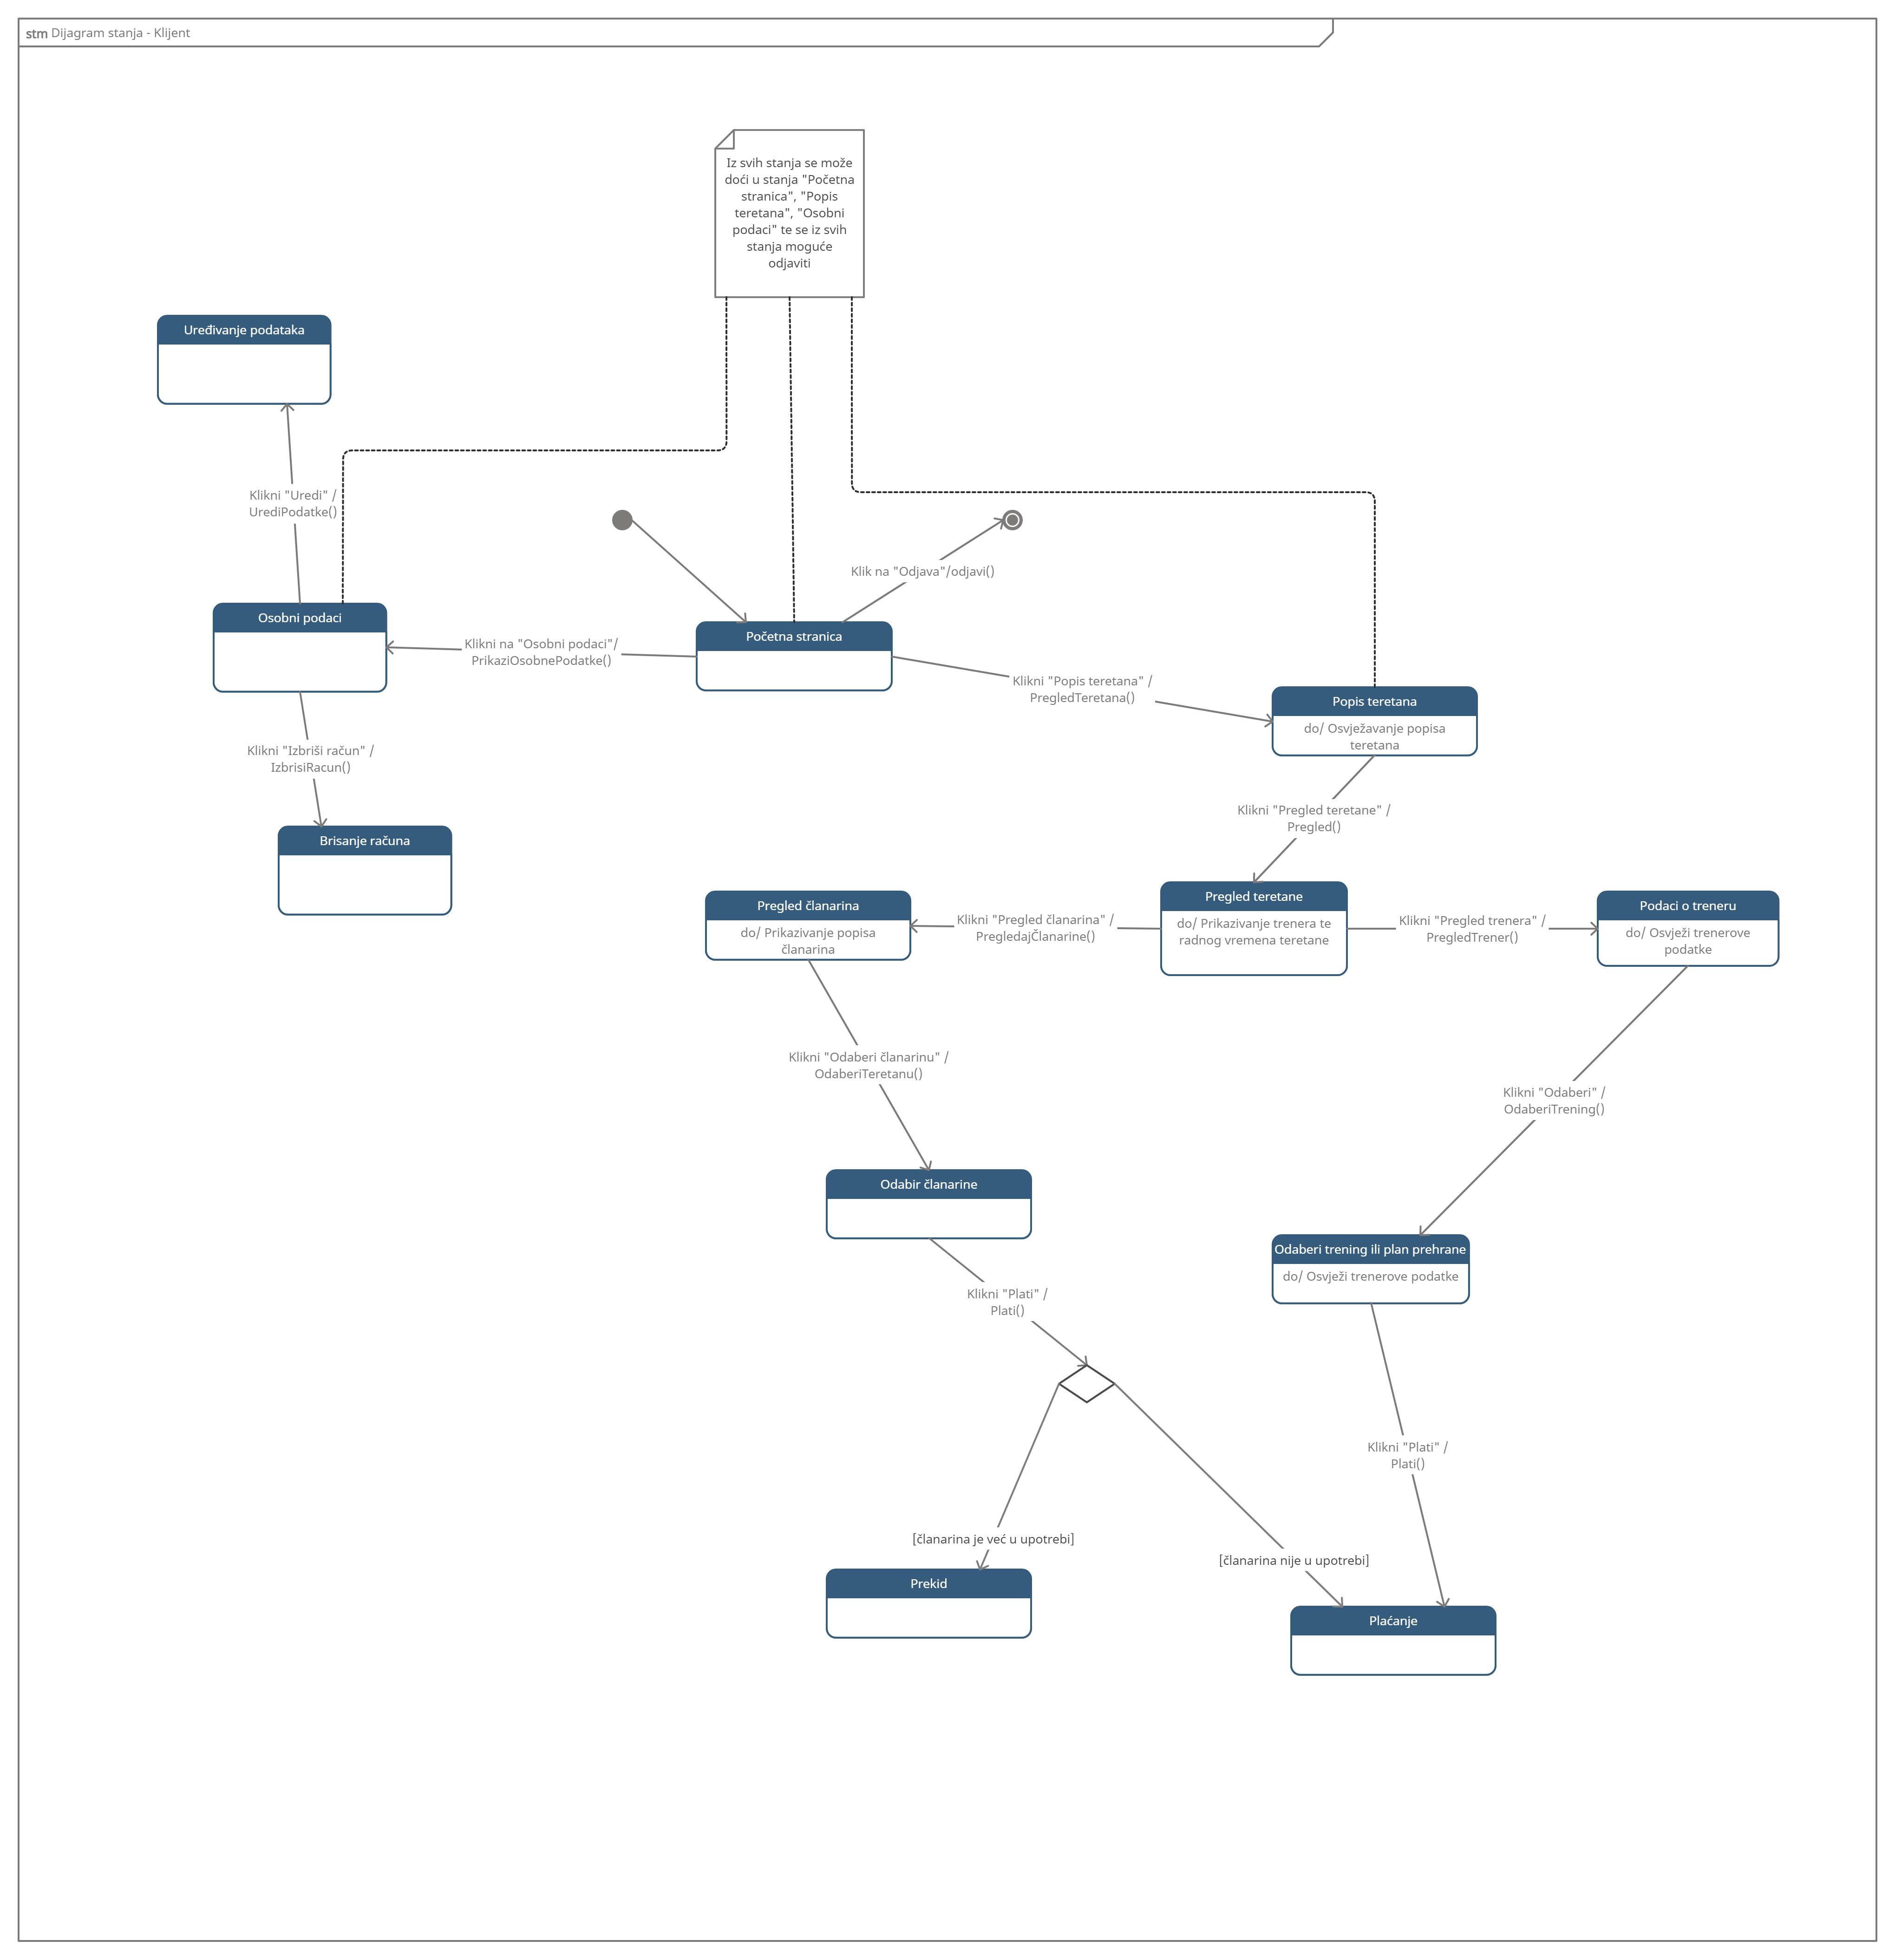 stm Dijagram stanja - Klijent
Iz svih stanja se može
doći u stanja "Početna
stranica", "Popis
teretana", "Osobni
podaci" te se iz svih
stanja moguće
odjaviti
Uređivanje podataka
Klikni "Uredi" /
UrediPodatke()
Klik na "Odjava"/odjavi()
Osobni podaci
Klikni na "Osobni podaci"/
PrikaziOsobnePodatke()
Početna stranica
Klikni "Popis teretana" /
PregledTeretana()
Popis teretana
do/ Osvježavanje popisa
teretana
Klikni "Izbriši račun" /
IzbrisiRacun()
Brisanje računa
Klikni "Pregled teretane" /
Pregled()
Pregled članarina
do/ Prikazivanje popisa
članarina
Klikni "Pregled članarina" /
PregledajČlanarine()
Pregled teretane
do/ Prikazivanje trenera te
radnog vremena teretane
Klikni "Pregled trenera" /
PregledTrener()
Podaci o treneru
do/ Osvježi trenerove
podatke
Klikni "Odaberi članarinu" /
OdaberiTeretanu()
Klikni "Odaberi" /
OdaberiTrening()
Odabir članarine
Odaberi trening ili plan prehrane
do/ Osvježi trenerove podatke
Klikni "Plati" /
Plati()
Klikni "Plati" /
Plati()
[članarina je već u upotrebi]
[članarina nije u upotrebi]
Prekid
Plaćanje